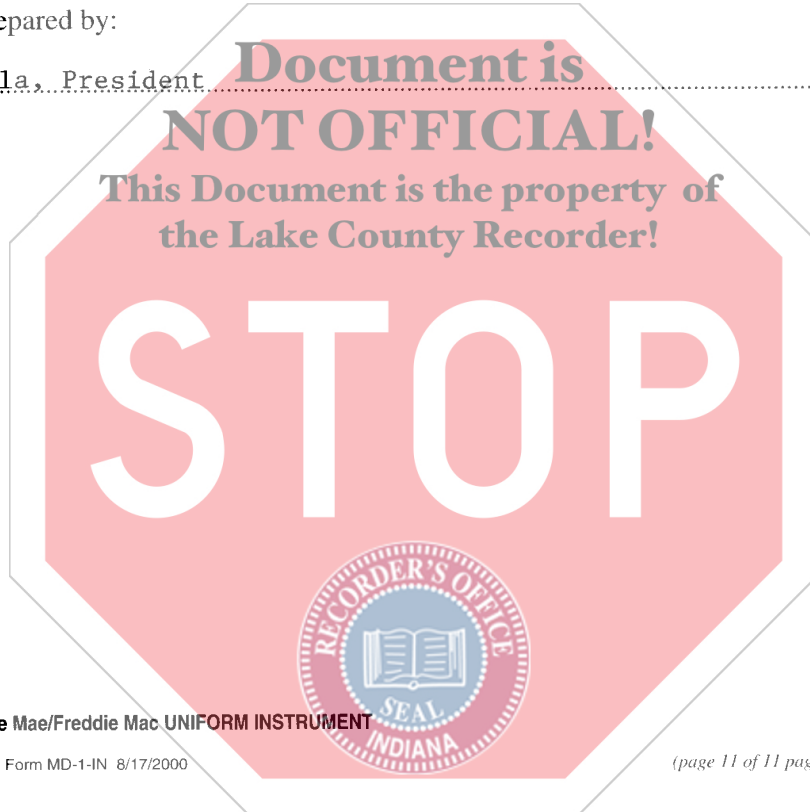 epared by:
la, President
Document is
NOT OFFICIAL!
This Document is the property of
the Lake County Recorder!
STOP
RECORDER'S OFFICE
SEAL
INDIANA
e Mae/Freddie Mac UNIFORM INSTRUMENT
Form MD-1-IN 8/17/2000
(page 11 of 11 pag